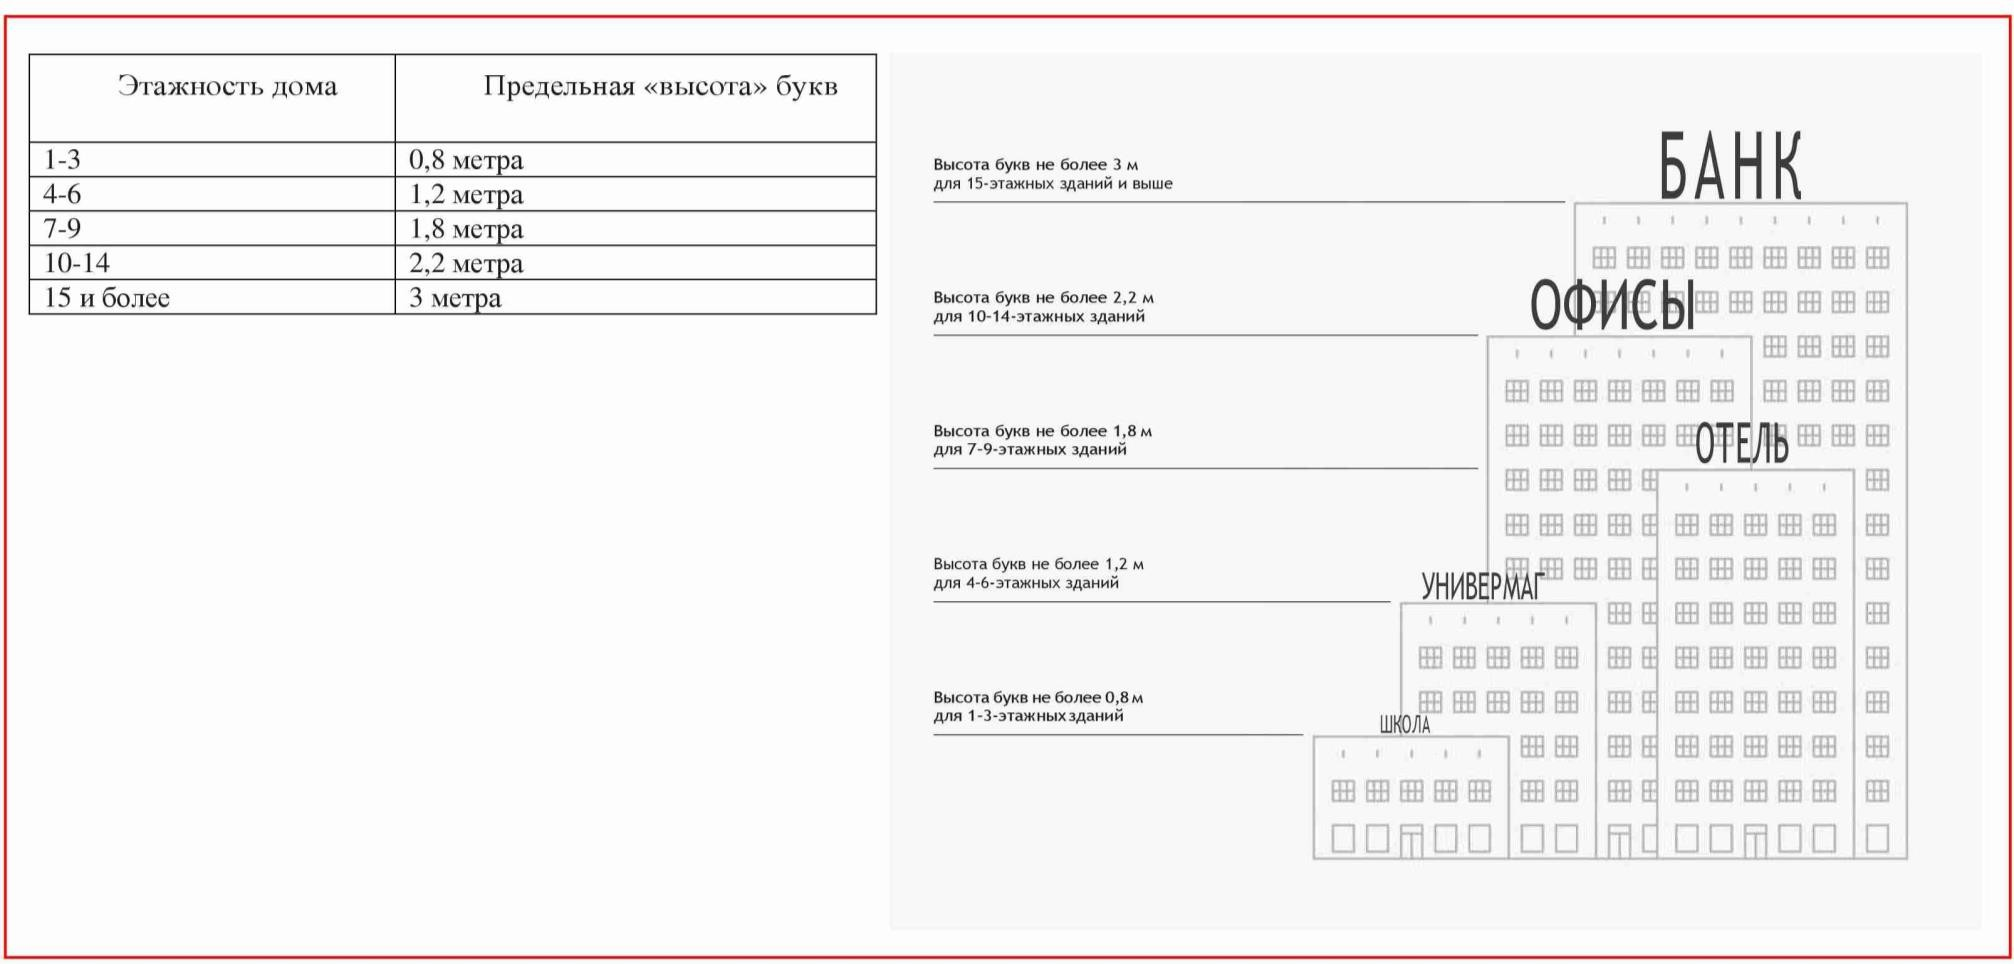 Этажность дома Предельная «высота» букв
1-3 0,8 метра
4-6 1,2 метра
7-9 1,8 метра
10-14 2,2 метра
15 и более 3 метра
БАНК
Высота букв не более 3 м
для 15-этажных зданий и выше
ОФИСЫ
Высота букв не более 2,2 м
для 10-14-этажных зданий
ОТЕЛЬ
Высота букв не более 1,8 м
для 7-9-этажных зданий
УНИВЕРМАГ
Высота букв не более 1,2 м
для 4-6-этажных зданий
ШКОЛА
Высота букв не более 0,8 м
для 1-3-этажных зданий